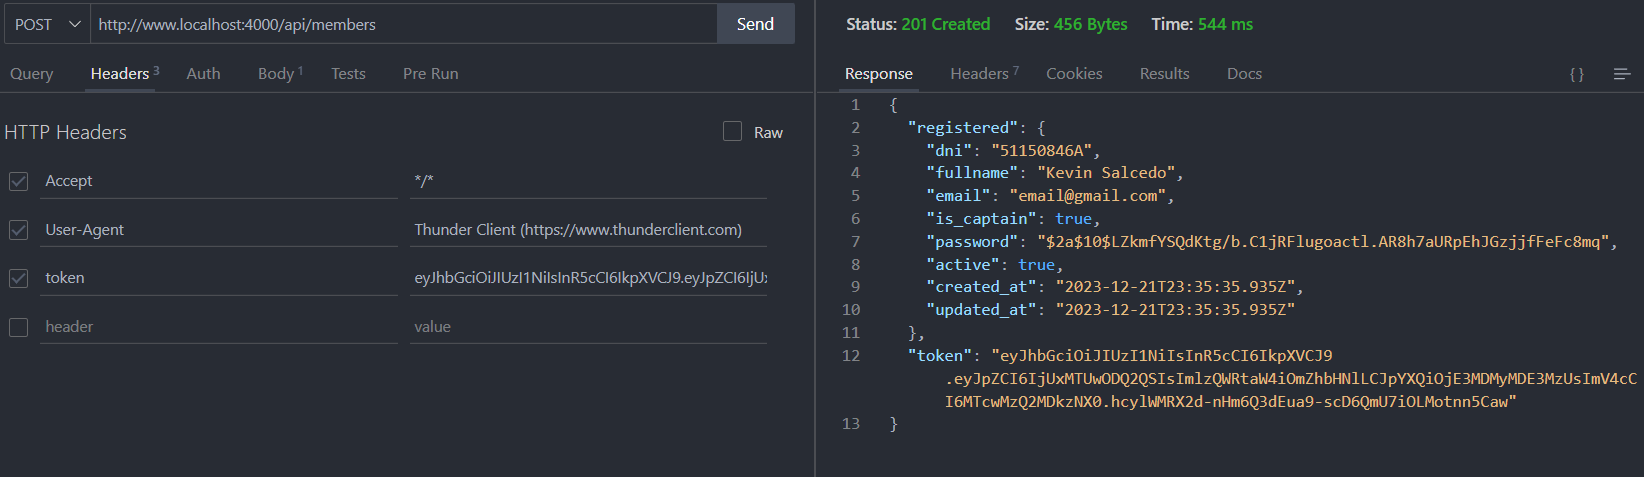 POST http://www.localhost:4000/api/members Send
Query Headers 3 Auth Body 1 Tests Pre Run
HTTP Headers Raw
Accept */*
User-Agent Thunder Client (https://www.thunderclient.com)
token eyJhbGciOiJIUzI1NiIsInR5cCI6IkpXVCJ9.eyJpZCI6IjUx
header value
Status: 201 Created Size: 456 Bytes Time: 544 ms
Response Headers 7 Cookies Results Docs { }
1 {
2 "registered": {
3 "dni": "51150846A",
4 "fullname": "Kevin Salcedo",
5 "email": "email@gmail.com",
6 "is_captain": true,
7 "password": "$2a$10$LZkmfYSQdKtg/b.C1jRFlugoactl.AR8h7aURpEhJGzjjfFeFc8mq",
8 "active": true,
9 "created_at": "2023-12-21T23:35:35.935Z",
10 "updated_at": "2023-12-21T23:35:35.935Z"
11 },
12 "token": "eyJhbGciOiJIUzI1NiIsInR5cCI6IkpXVCJ9
.eyJpZCI6IjUxMTUwODQ2QSIsImlzQWRtaW4iOmZhbHNlLCJpYXQiOjE3MDMyMDE3MzUsImV4cC
I6MTcwMzQ2MDkzNX0.hcylWMRX2d-nHm6Q3dEua9-scD6QmU7iOLMotnn5Caw"
13 }